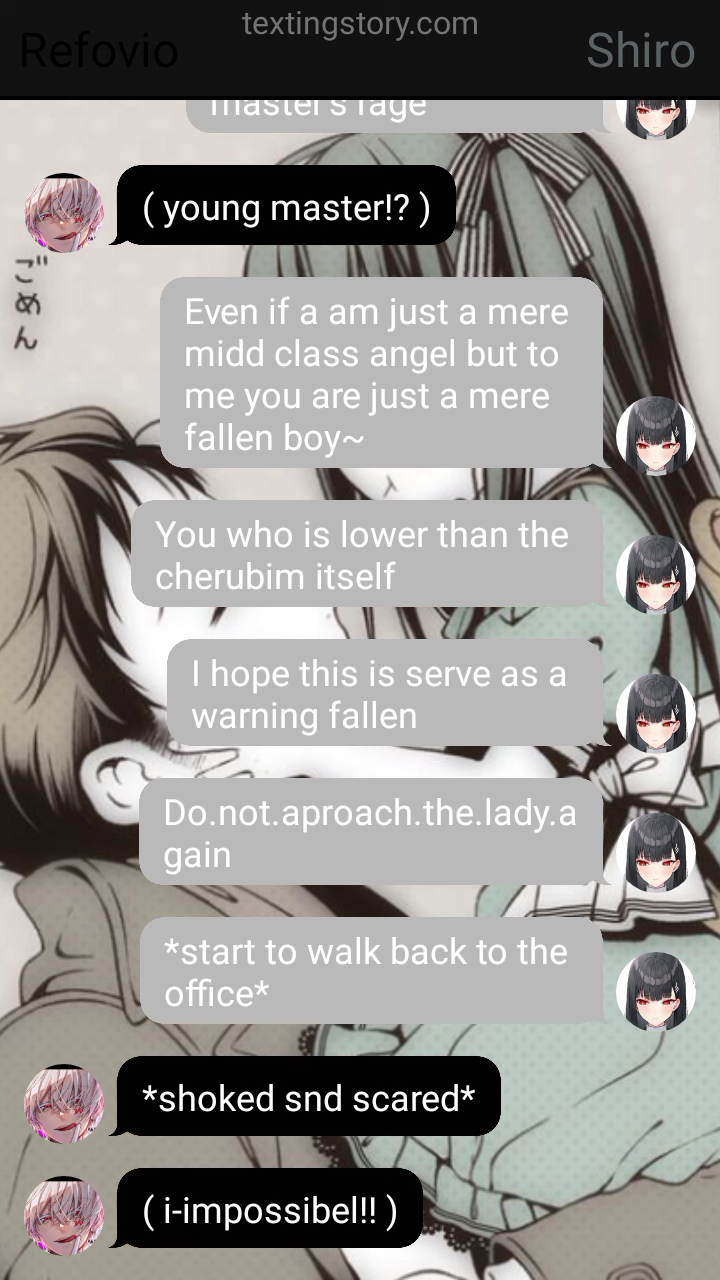 textingstory.com
Refovio
Shiro
master's rage
( young master!? )
ごめん
Even if a am just a mere
midd class angel but to
me you are just a mere
fallen boy~
You who is lower than the
cherubim itself
I hope this is serve as a
warning fallen
Do.not.aproach.the.lady.a
gain
*start to walk back to the
office*
*shoked snd scared*
( i-impossibel!! )